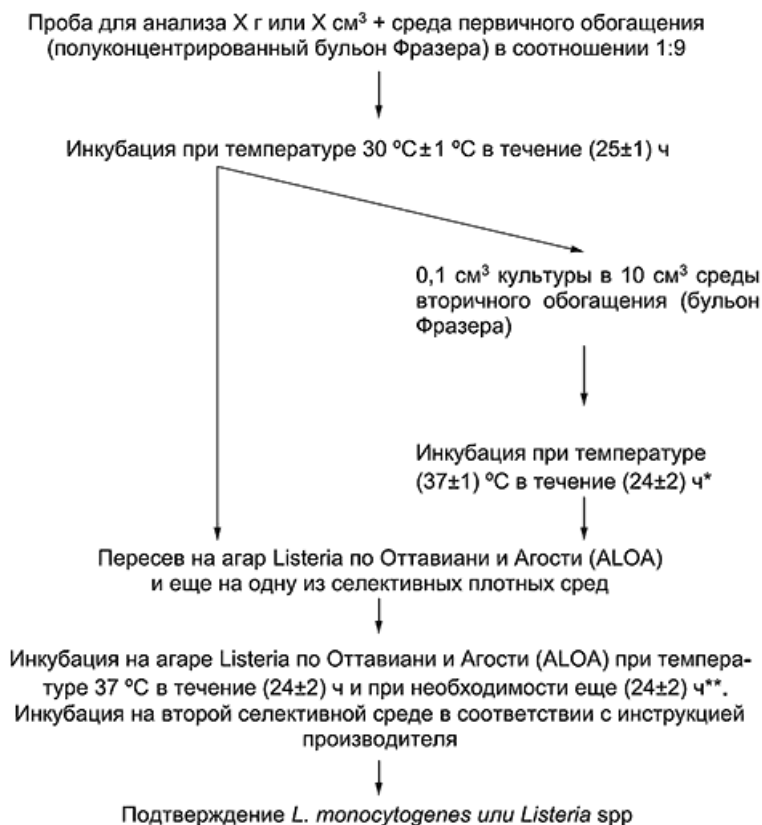 Проба для анализа X г или X см³ + среда первичного обогащения
(полуконцентрированный бульон Фразера) в соотношении 1:9
Инкубация при температуре 30 ºС±1 ºС в течение (25±1) ч
0,1 см³ культуры в 10 см³ среды
вторичного обогащения (бульон
Фразера)
Инкубация при температуре
(37±1) ºС в течение (24±2) ч*
Пересев на агар Listeria по Оттавиани и Агости (ALOA)
и еще на одну из селективных плотных сред
Инкубация на агаре Listeria по Оттавиани и Агости (ALOA) при темпера-
туре 37 ºС в течение (24±2) ч и при необходимости еще (24±2) ч**.
Инкубация на второй селективной среде в соответствии с инструкцией
производителя
Подтверждение L. monocytogenes или Listeria spp